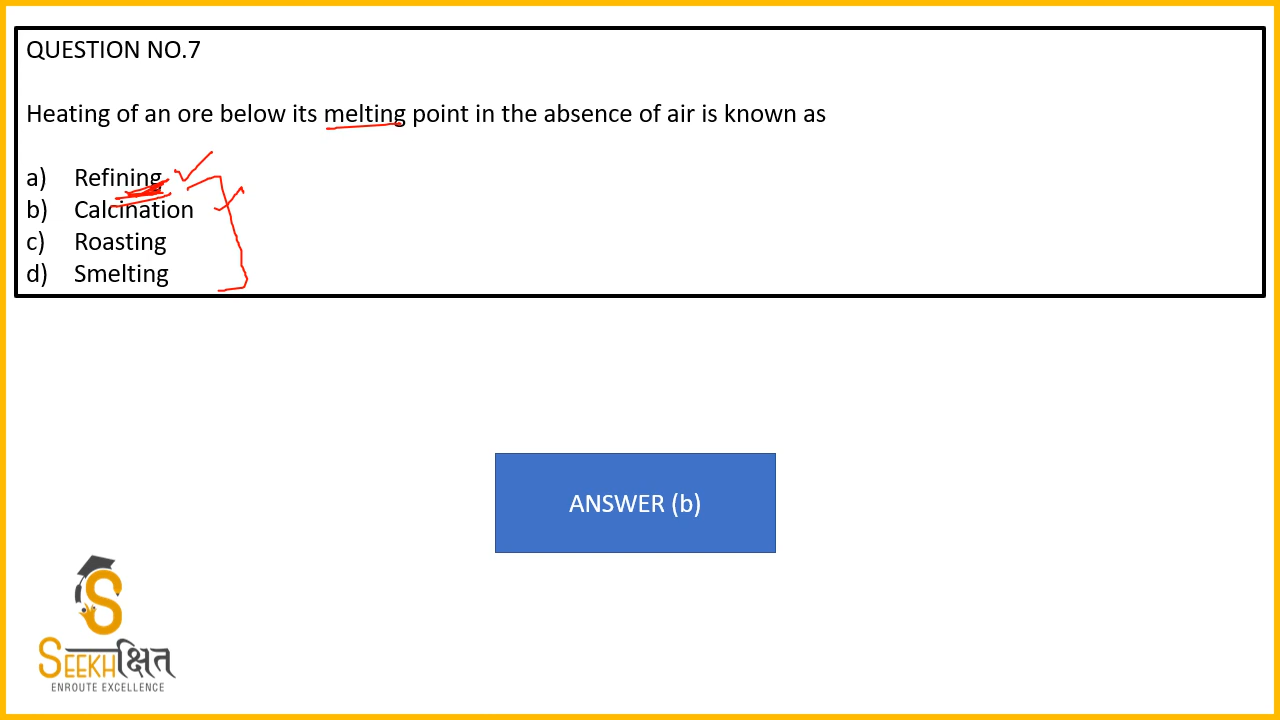 QUESTION NO.7
Heating of an ore below its melting point in the absence of air is known as
a) Refining
b) Calcination
c) Roasting
d) Smelting
ANSWER (b)
S
SEEKHक्षित
ENROUTE EXCELLENCE